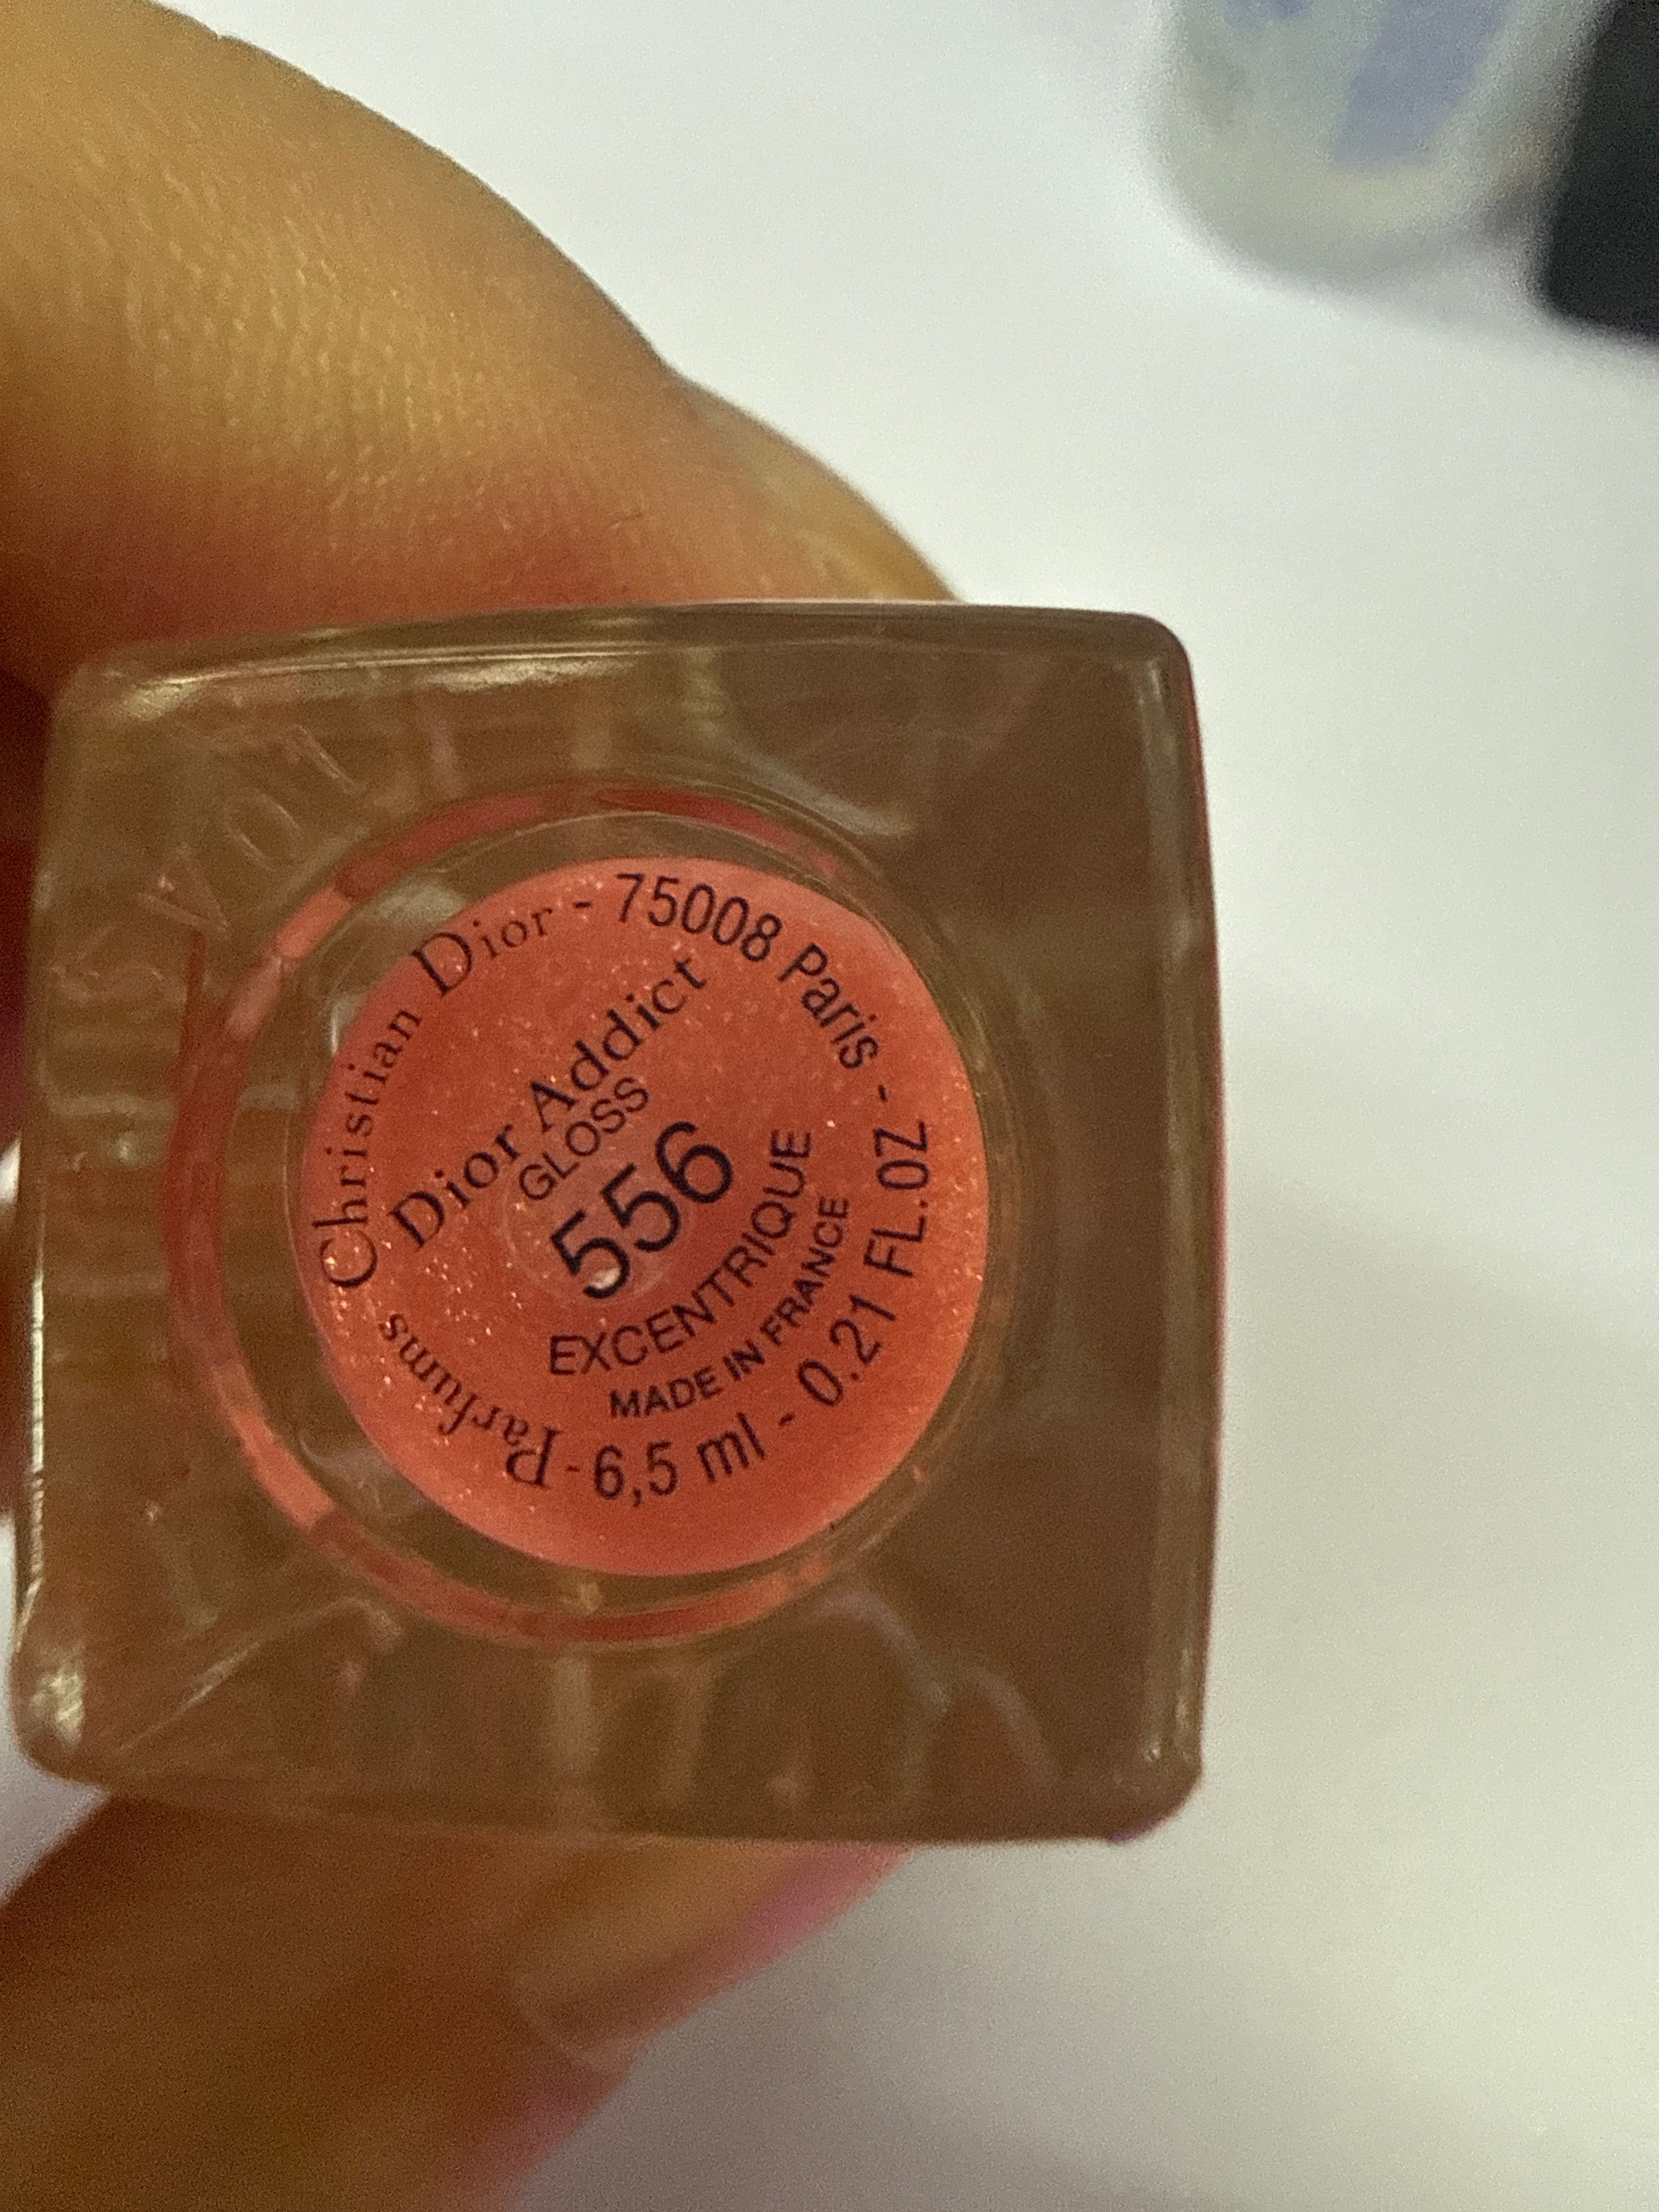 Parfums Christian Dior - 75008 Paris -
Dior Addict
GLOSS
556
EXCENTRIQUE
MADE IN FRANCE
- 6,5 ml - 0.21 FL.OZ